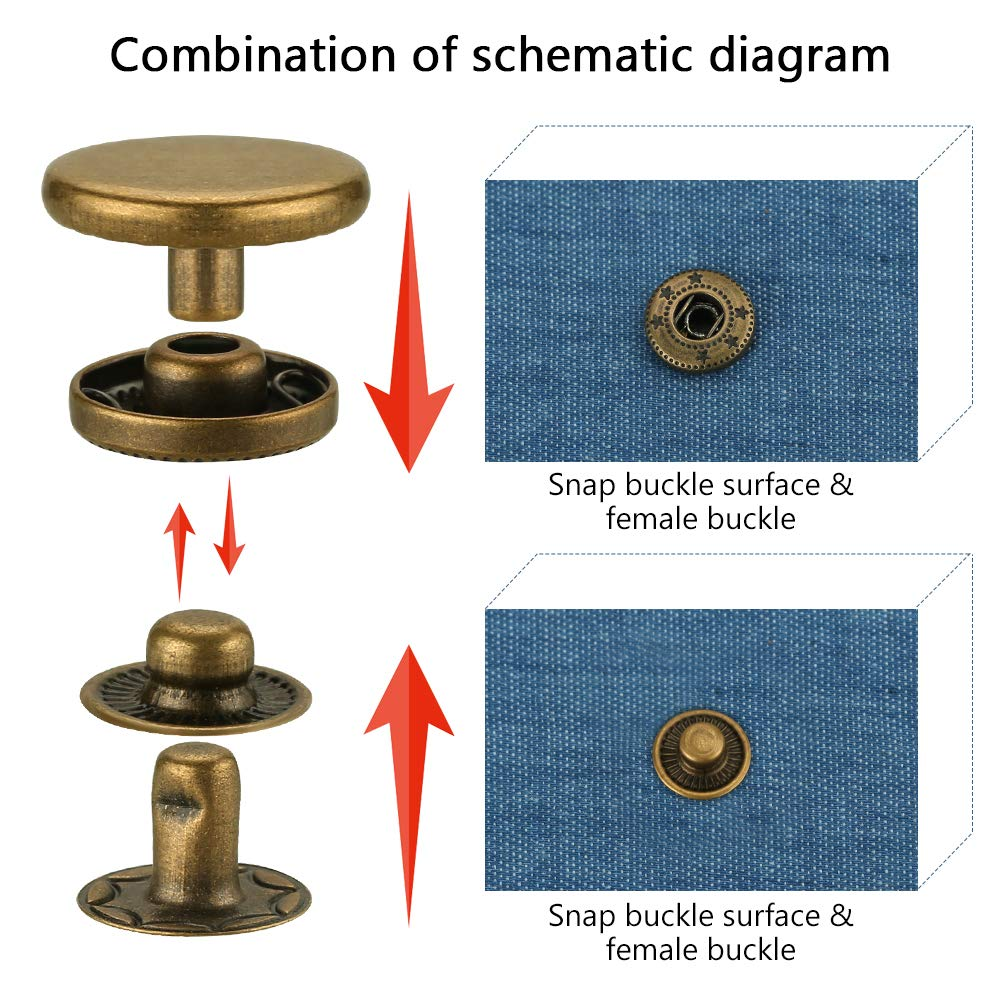 Combination of schematic diagram
Snap buckle surface &
female buckle
Snap buckle surface &
female buckle